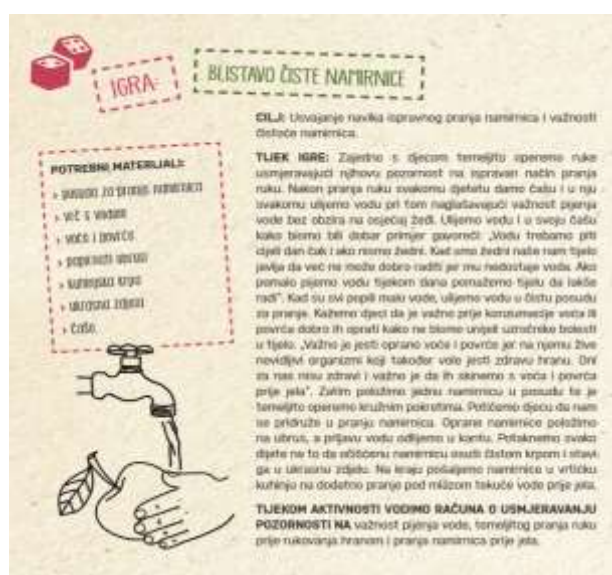 IGRA:
BLISTAVO ČISTE NAMIRNICE
CILJ: Usvajanje navika ispravnog pranja namirnica i važnosti
čistoće namirnica.
POTREBNI MATERIJALI:
> posuda za pranje namirnica
> vrč s vodom
> voće i povrće
> papirnati ubrusi
> kuhinjska krpa
> ukrasna zdjela
> čaše
TIJEK IGRE: Zajedno s djecom temeljito operemo ruke
usmjeravajući njihovu pozornost na ispravan način pranja
ruku. Nakon pranja ruku svakomu djetetu damo čašu i u nju
svakomu ulijemo vodu pri tom naglašavajući važnost pijenja
vode bez obzira na osjećaj žeđi. Ulijemo vodu i u svoju čašu
kako bismo bili dobar primjer govoreći: „Vodu trebamo piti
cijeli dan čak i ako nismo žedni. Kad smo žedni naše nam tijelo
javlja da već ne može dobro raditi jer mu nedostaje voda. Ako
pomalo pijemo vodu tijekom dana pomažemo tijelu da lakše
radi“. Kad su svi popili malo vode, ulijemo vodu u čistu posudu
za pranje. Kažemo djeci da je važno prije konzumacije voća ili
povrća dobro ih oprati kako ne bismo unijeli uzročnike bolesti
u tijelo. „Važno je jesti oprano voće i povrće jer na njemu žive
nevidljivi organizmi koji također vole jesti zdravu hranu. Oni
za nas nisu zdravi i važno je da ih skinemo s voća i povrća
prije jela“. Zatim položimo jednu namirnicu u posudu te je
temeljito operemo kružnim pokretima. Potičemo djecu da nam
se pridruže u pranju namirnica. Oprane namirnice položimo
na ubrus, a prljavu vodu odlijemo u kantu. Potaknemo svako
dijete na to da očišćenu namirnicu osuši čistom krpom i stavi
ga u ukrasnu zdjelu. Na kraju pošaljemo namirnice u vrtićku
kuhinju na dodatno pranje pod mlazom tekuće vode prije jela.
TIJEKOM AKTIVNOSTI VODIMO RAČUNA O USMJERAVANJU
POZORNOSTI NA važnost pijenja vode, temeljitog pranja ruku
prije rukovanja hranom i pranja namirnica prije jela.